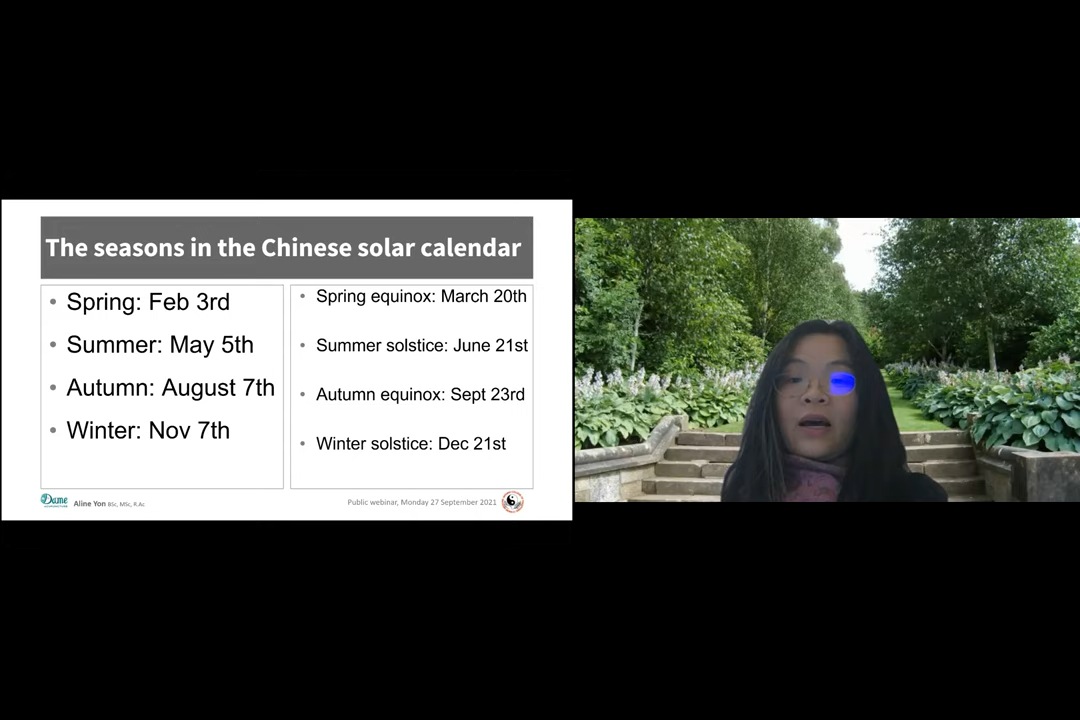 The seasons in the Chinese solar calendar
• Spring: Feb 3rd
• Summer: May 5th
• Autumn: August 7th
• Winter: Nov 7th
• Spring equinox: March 20th
• Summer solstice: June 21st
• Autumn equinox: Sept 23rd
• Winter solstice: Dec 21st
Dame
Aline Yon BSc, MSc, R.Ac
Public webinar, Monday 27 September 2021